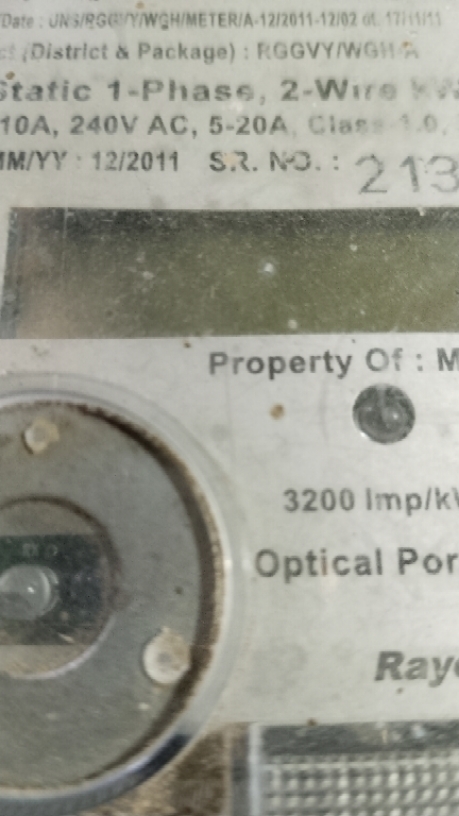 Date : UNS/RGGVY/WGH/METER/A-12/2011-12/02 dt. 17/11/11
(District & Package) : RGGVY/WGH-A
Static 1-Phase, 2-Wire
10A, 240V AC, 5-20A, Class 1.0,
MM/YY : 12/2011 S.R. NO. : 213
Property Of : M
3200 Imp/k
Optical Por
Ray